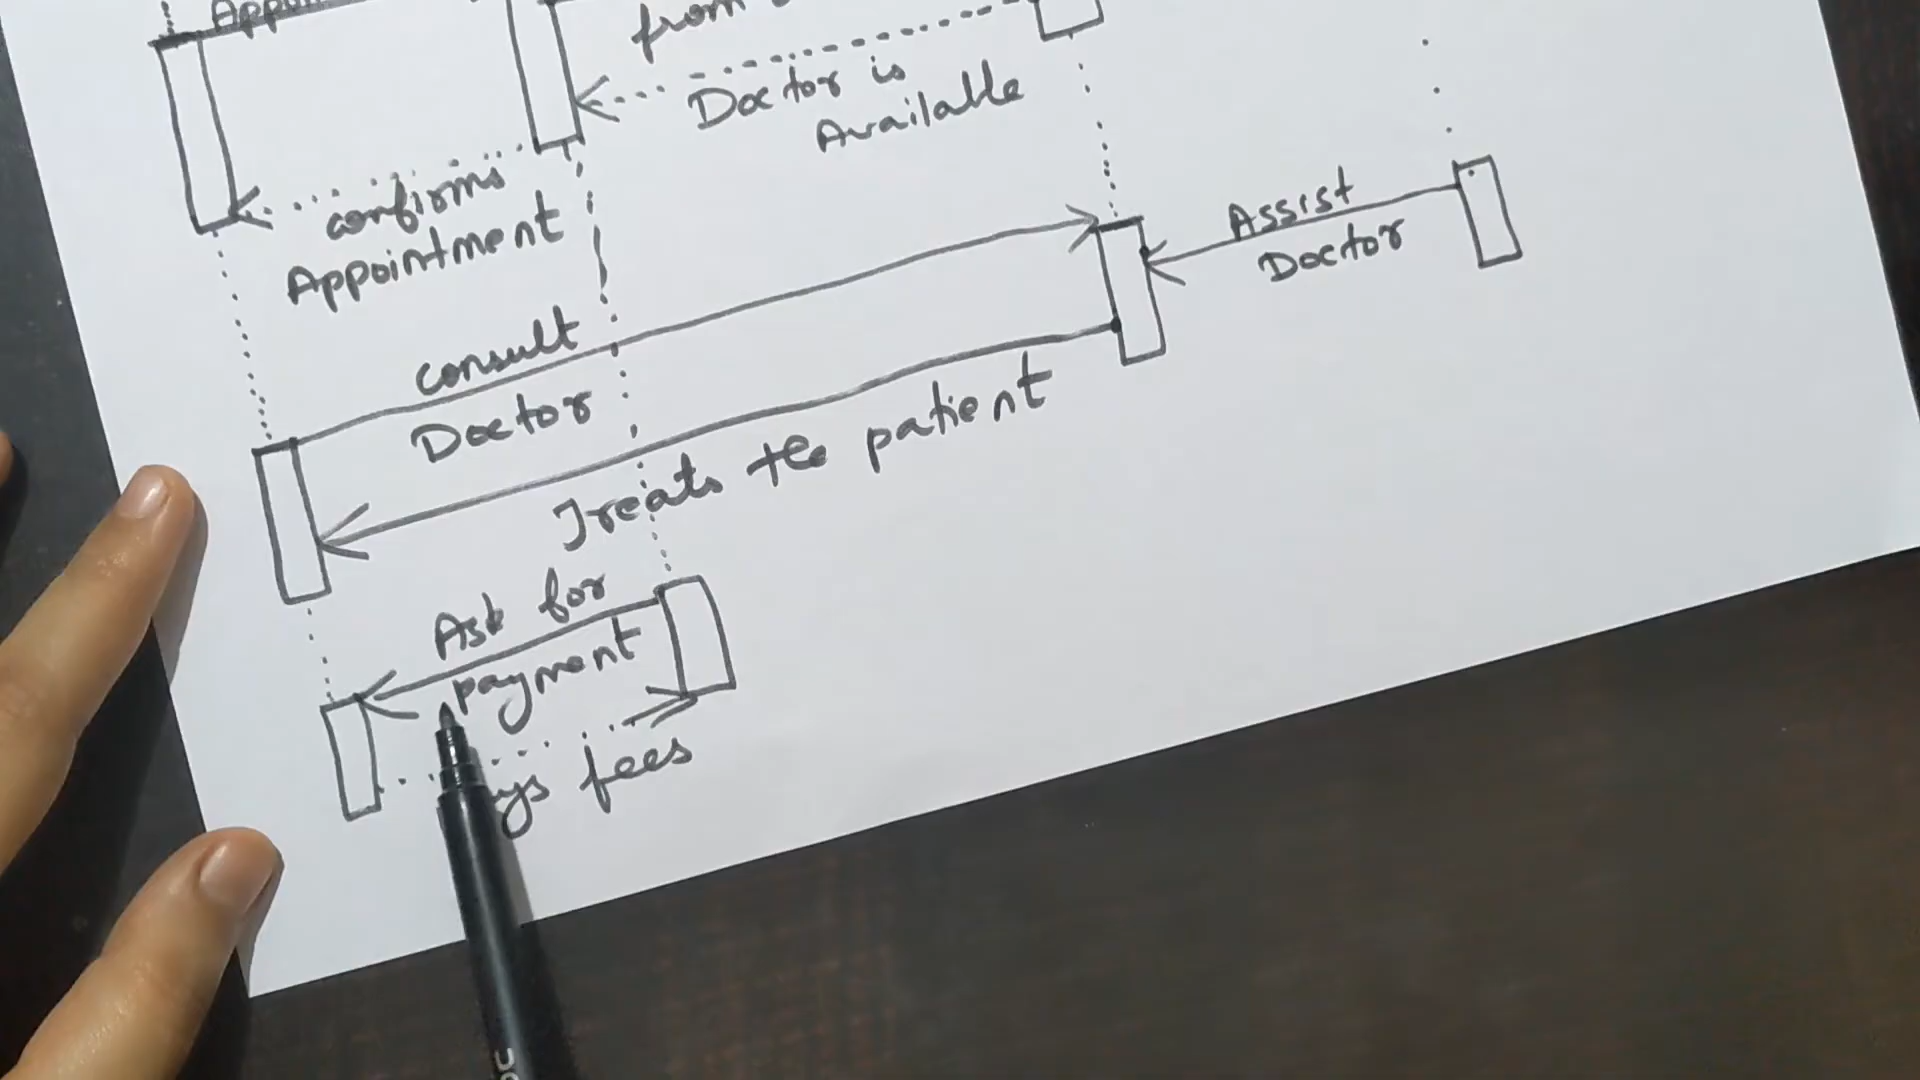 from
Doctor is
Available
confirms
Appointment
Assist
Doctor
consult
Doctor
Treats the patient
Ask for
payment
fees